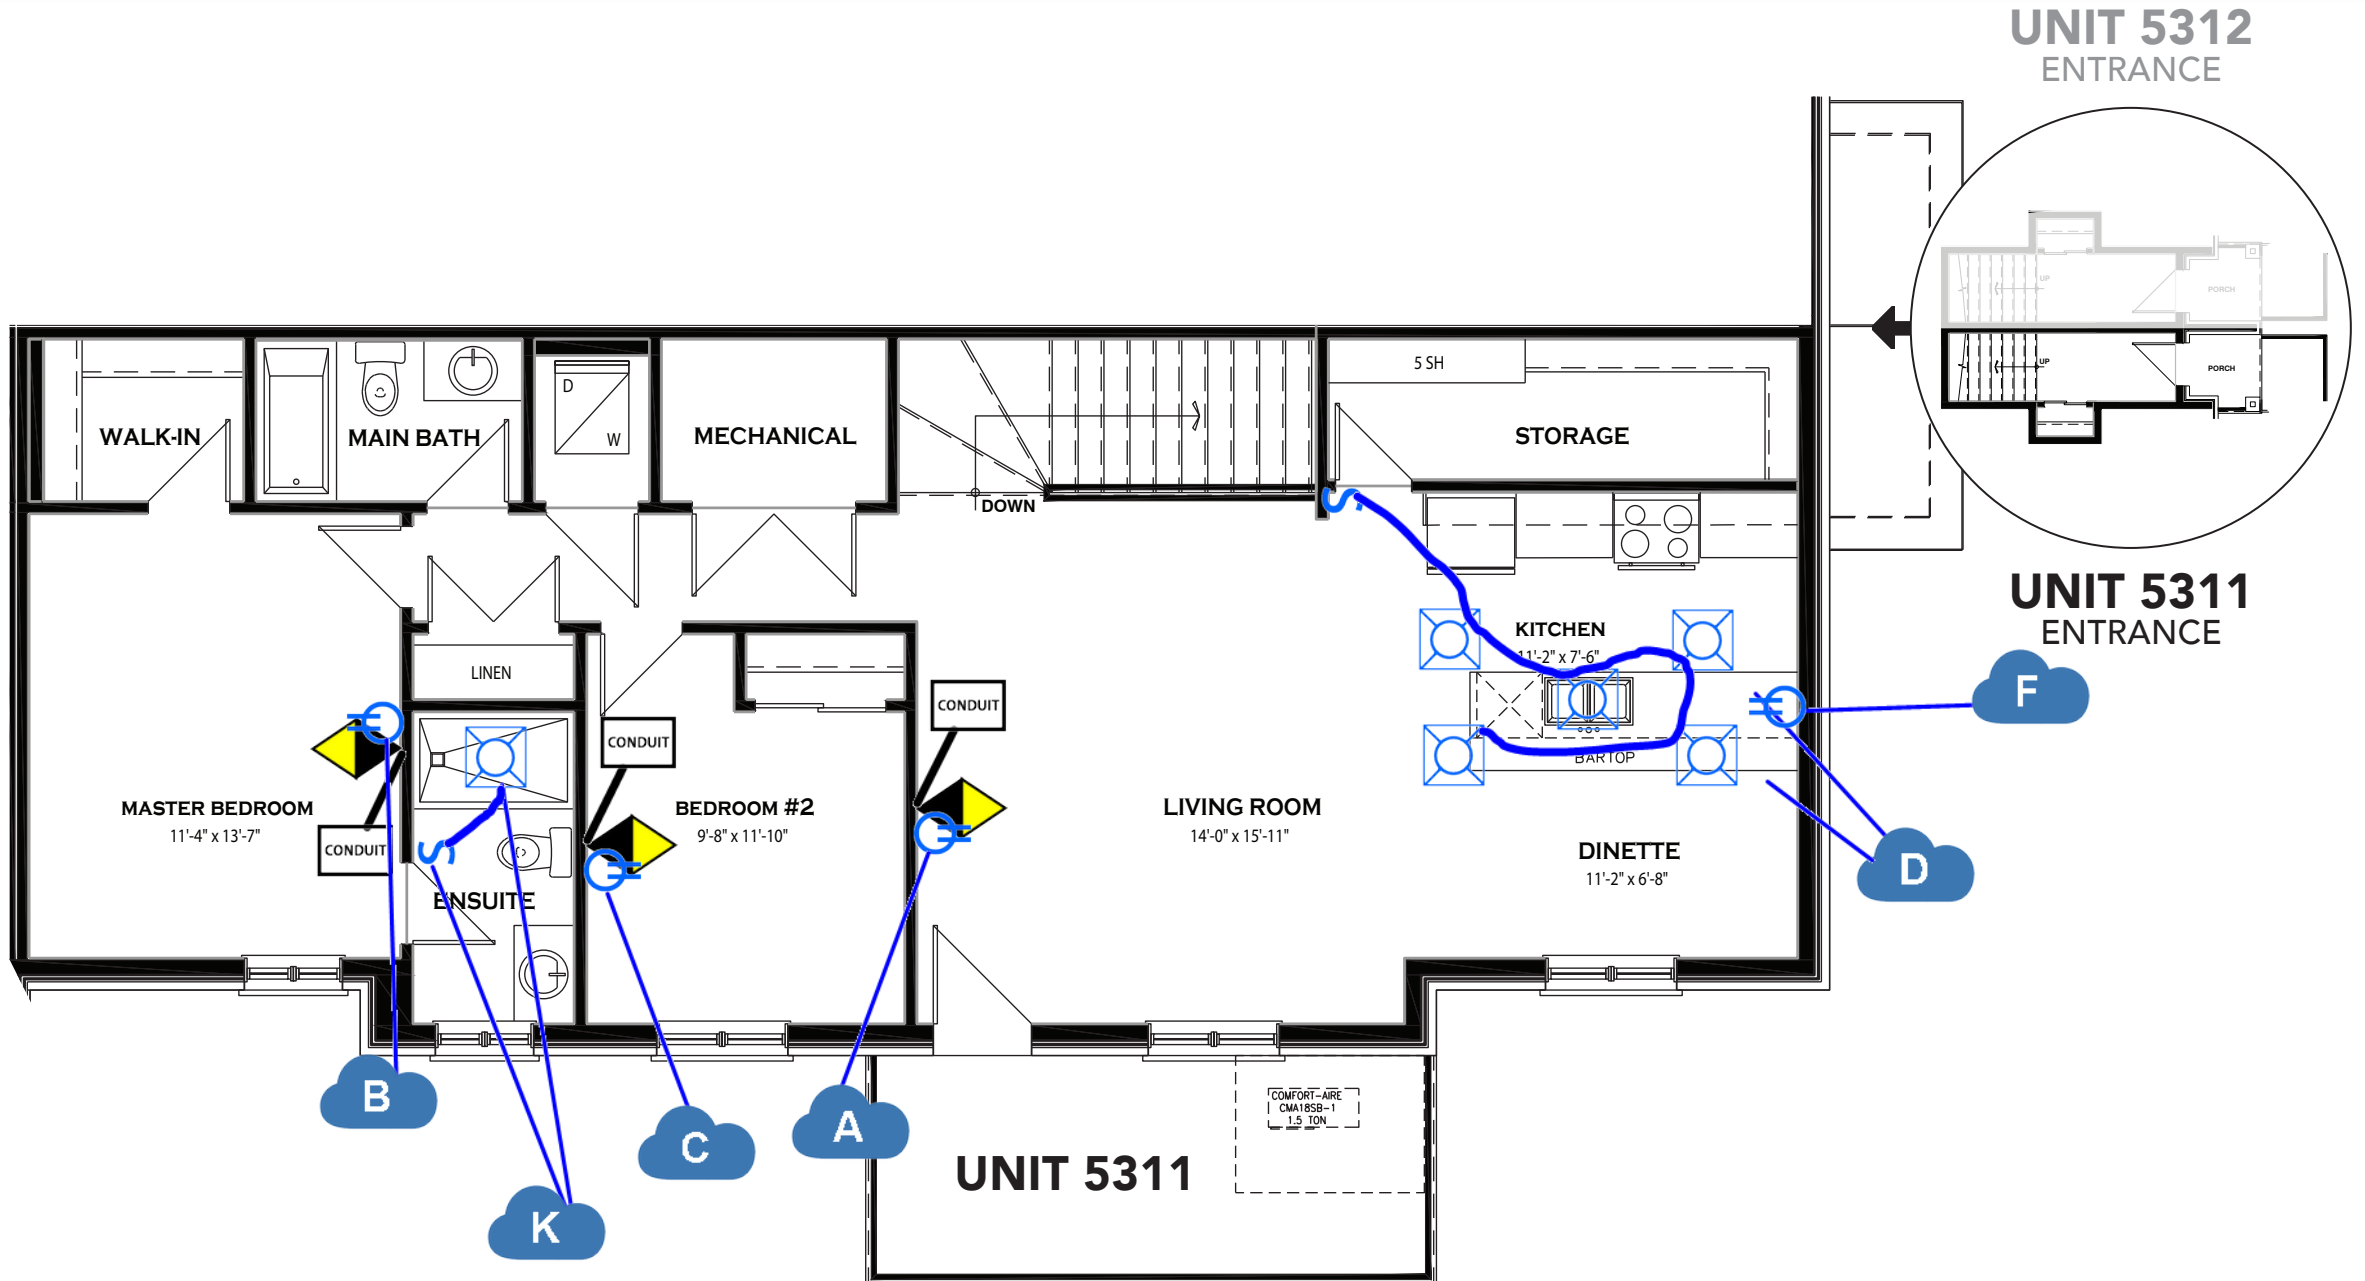 UNIT 5312
ENTRANCE
UP
PORCH
UP
PORCH
UNIT 5311
ENTRANCE
5 SH
D
W
WALK-IN
MAIN BATH
MECHANICAL
STORAGE
DOWN
KITCHEN
11'-2" x 7'-6"
LINEN
CONDUIT
CONDUIT
F
BARTOP
MASTER BEDROOM
11'-4" x 13'-7"
BEDROOM #2
9'-8" x 11'-10"
LIVING ROOM
14'-0" x 15'-11"
CONDUIT
DINETTE
11'-2" x 6'-8"
D
ENSUITE
B
C
A
K
COMFORT-AIRE
CMA18SB-1
1.5 TON
UNIT 5311